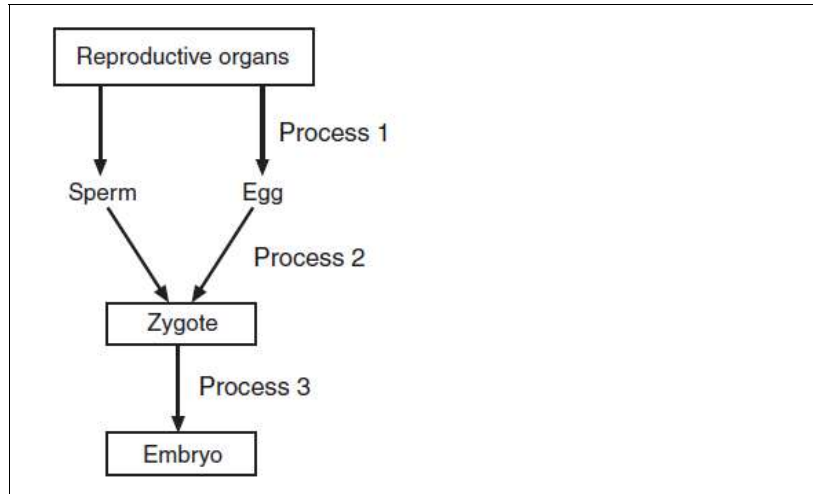 Reproductive organs
Process 1
Sperm
Egg
Process 2
Zygote
Process 3
Embryo